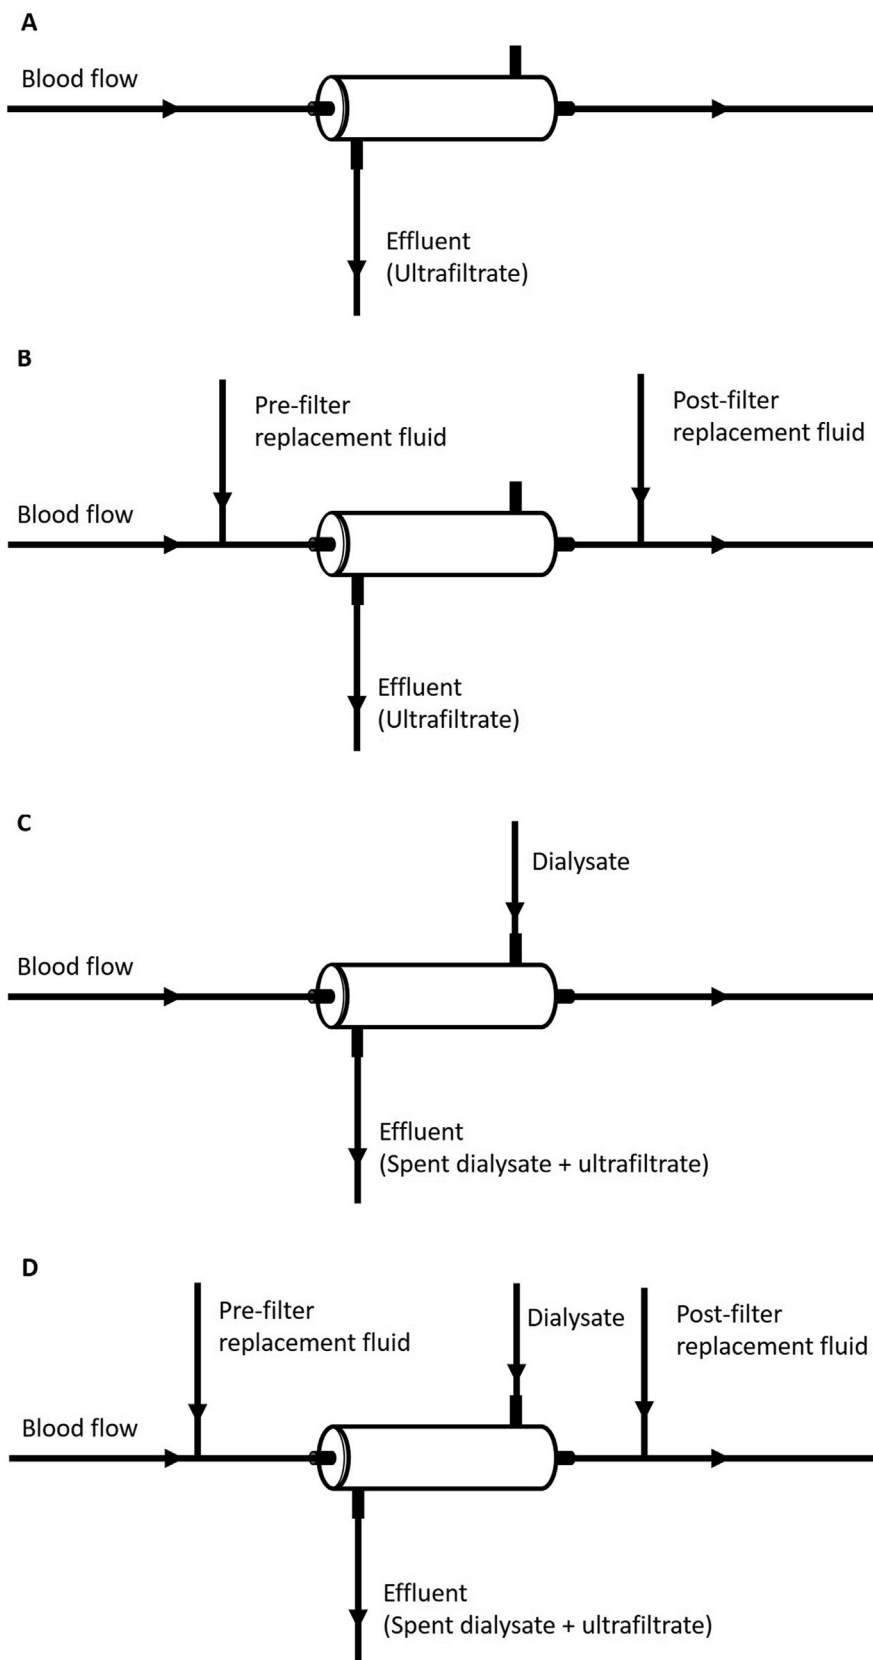 A
Blood flow
Effluent
(Ultrafiltrate)
B
Pre-filter
replacement fluid
Post-filter
replacement fluid
Blood flow
Effluent
(Ultrafiltrate)
C
Dialysate
Blood flow
Effluent
(Spent dialysate + ultrafiltrate)
D
Pre-filter
replacement fluid
Dialysate
Post-filter
replacement fluid
Blood flow
Effluent
(Spent dialysate + ultrafiltrate)